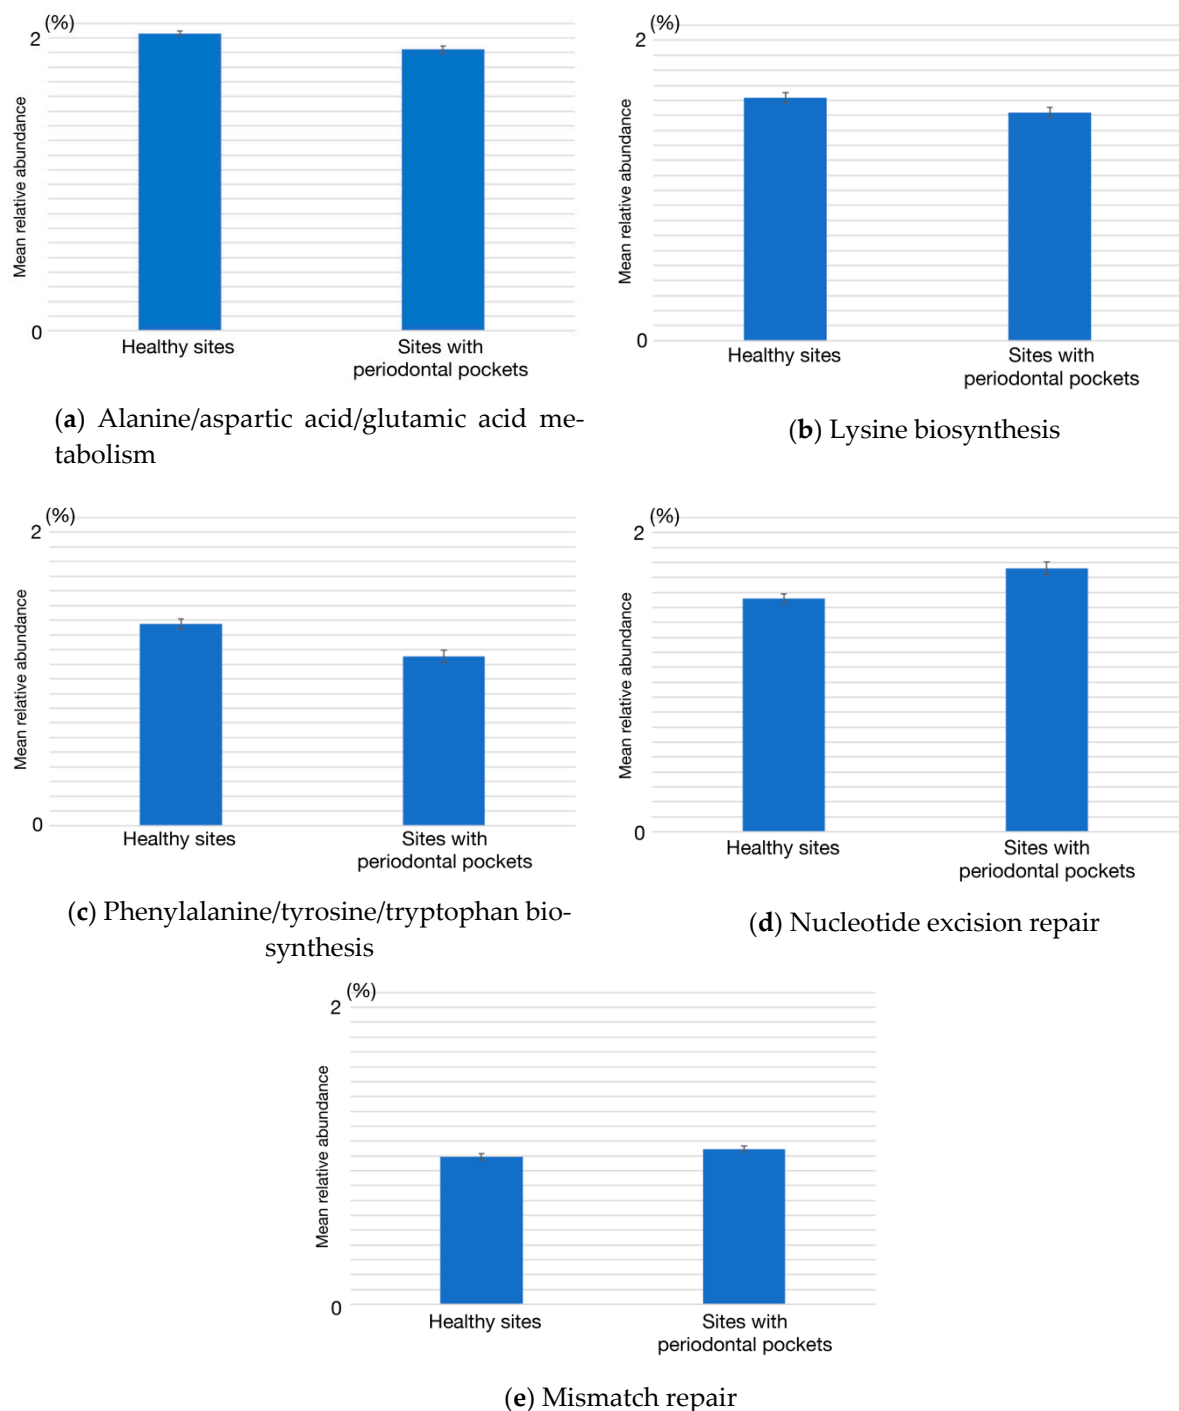 (%)
2
Mean relative abundance
0
Healthy sites
Sites with
periodontal pockets
(a) Alanine/aspartic acid/glutamic acid me-
tabolism
(%)
2
Mean relative abundance
0
Healthy sites
Sites with
periodontal pockets
(b) Lysine biosynthesis
(%)
2
Mean relative abundance
0
Healthy sites
Sites with
periodontal pockets
(c) Phenylalanine/tyrosine/tryptophan bio-
synthesis
(%)
2
Mean relative abundance
0
Healthy sites
Sites with
periodontal pockets
(d) Nucleotide excision repair
(%)
2
Mean relative abundance
0
Healthy sites
Sites with
periodontal pockets
(e) Mismatch repair